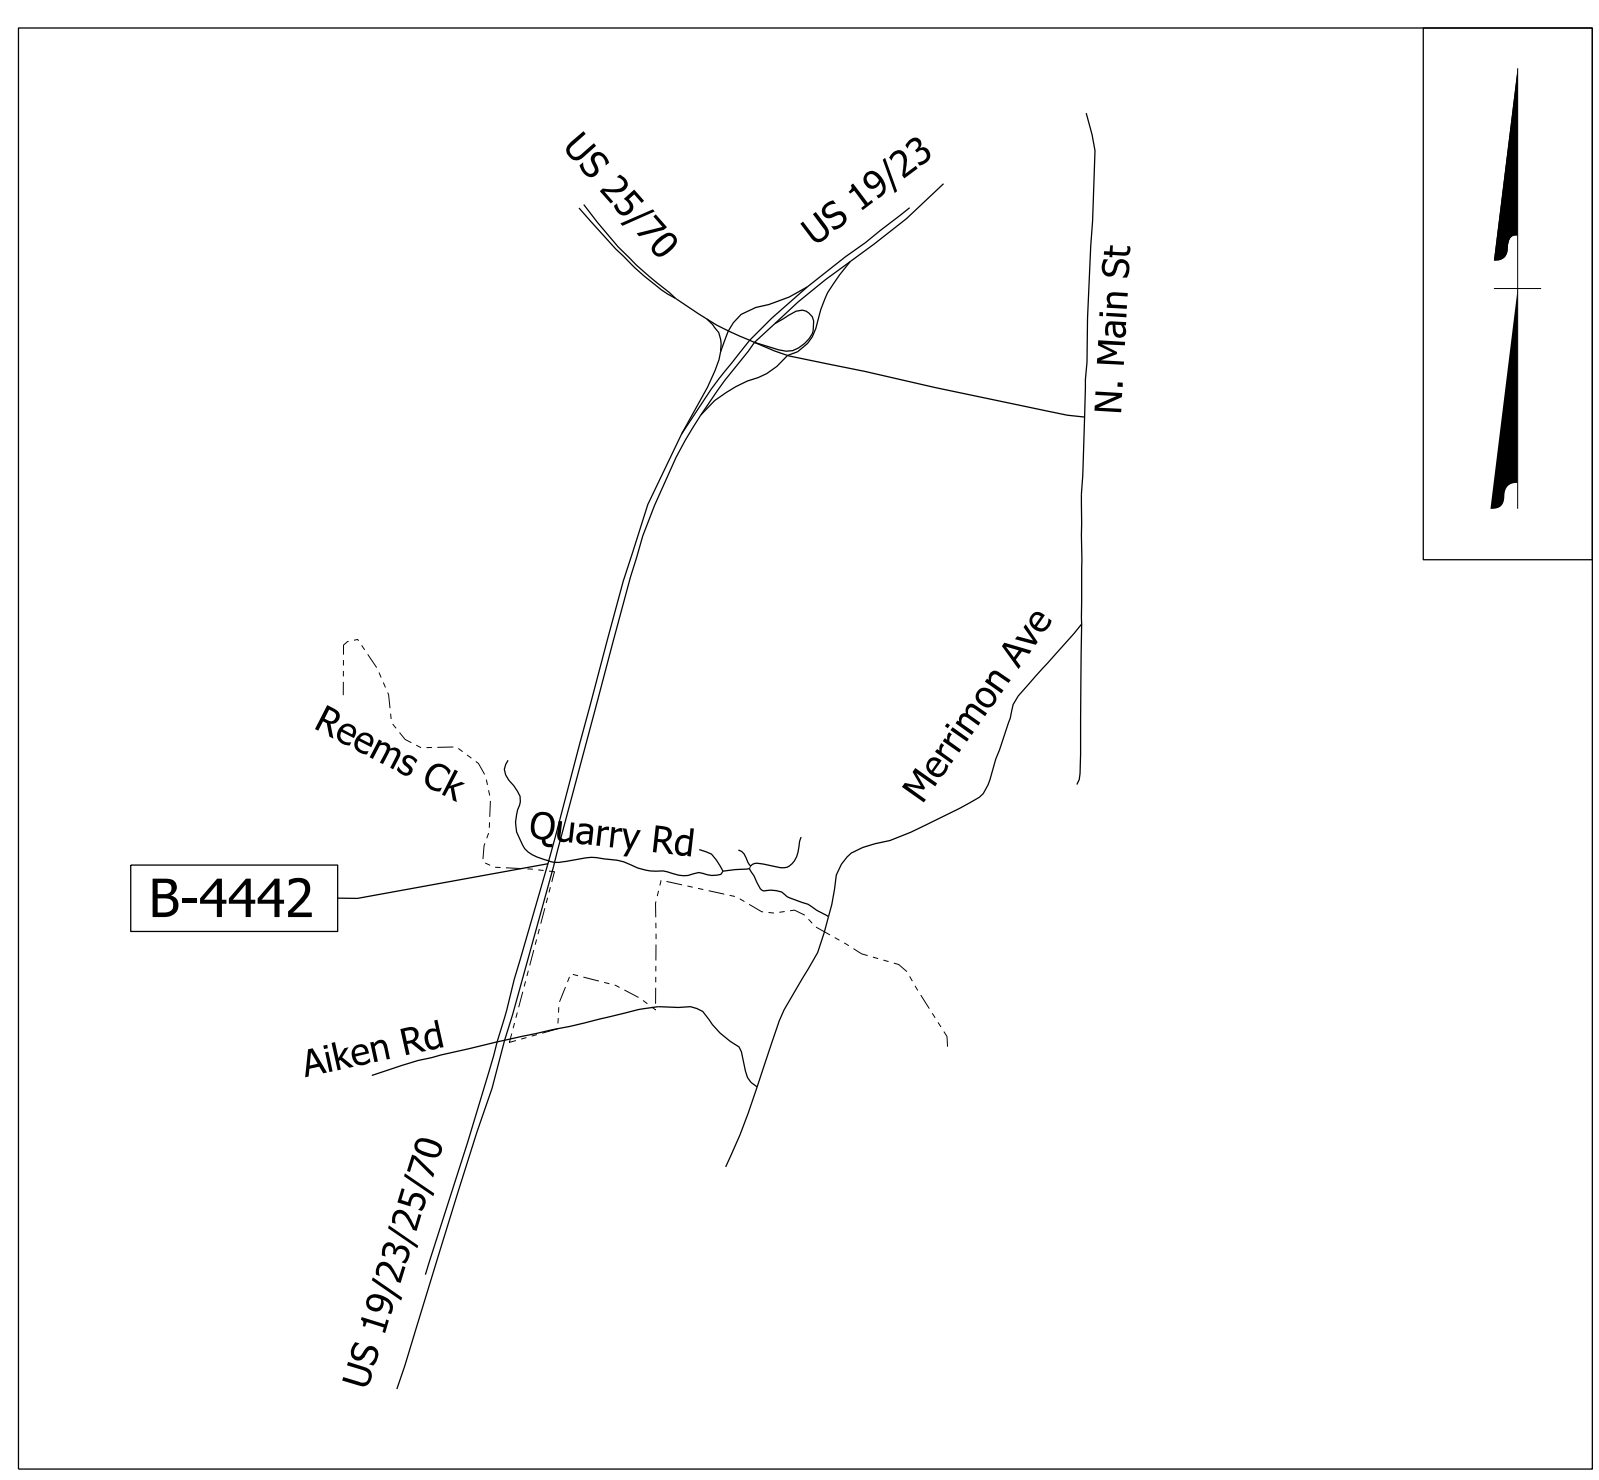 US 25/70
US 19/23
N. Main St
Merrimon Ave
Reems Ck
Quarry Rd
B-4442
Aiken Rd
US 19/23/25/70